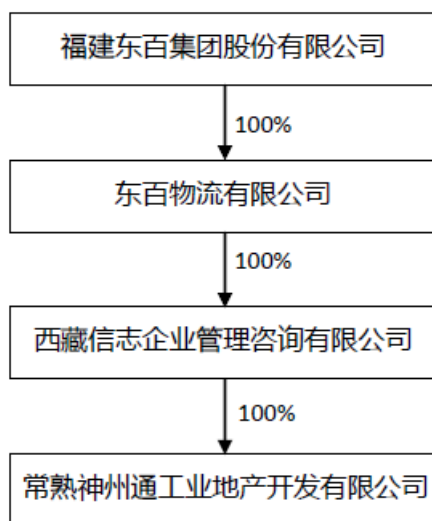 福建东百集团股份有限公司
100%
东百物流有限公司
100%
西藏信志企业管理咨询有限公司
100%
常熟神州通工业地产开发有限公司